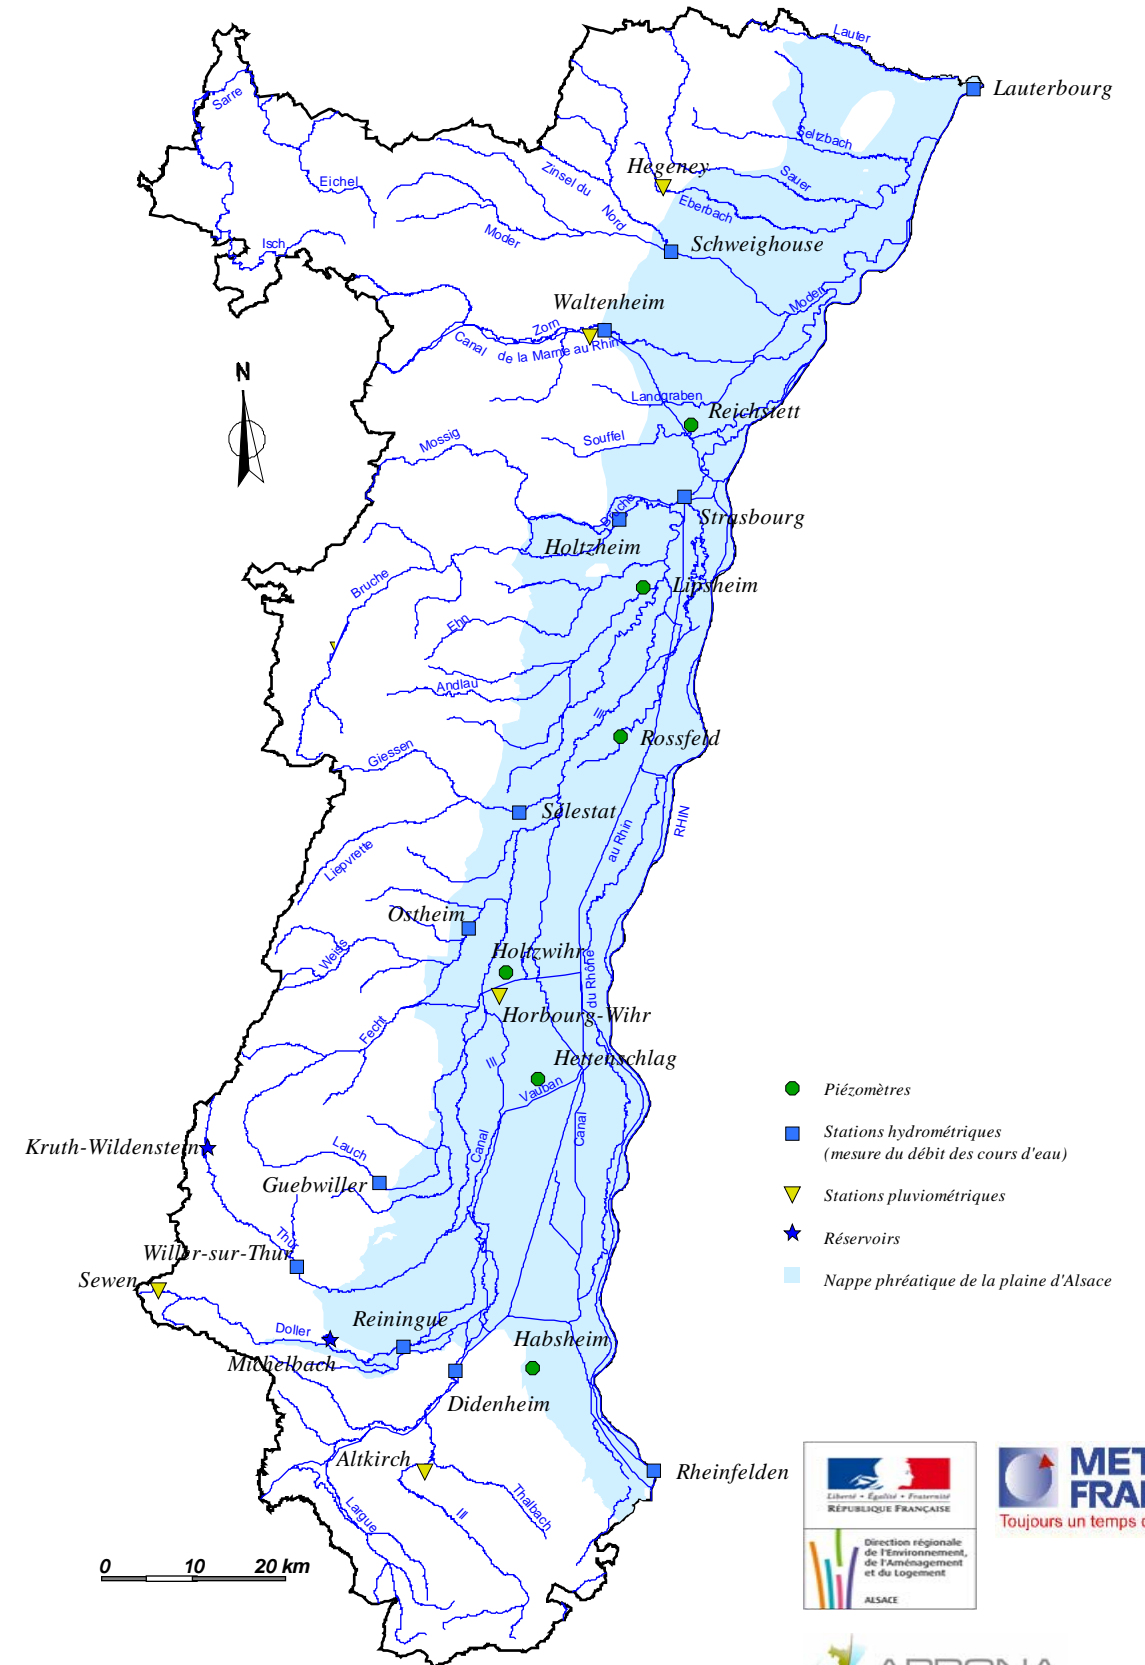 Lauter
Lauterbourg
Sarre
Seltzbach
Hegeney
Zinsel du
Nord
Sauer
Eichel
Eberbach
Moder
Isch
Schweighouse
Moder
Waltenheim
Zorn
Canal de la Marne au Rhin
N
Landgraben
Reichstett
Mossig
Souffel
Bruche
Strasbourg
Holtzheim
Bruche
Lipsheim
Ehn
Andlau
Ill
Rossfeld
Giessen
Sélestat
au Rhin
RHIN
Liepvrette
Ostheim
Weiss
Holtzwihr
du Rhône
Horbourg-Wihr
Fecht
Ill
Hettenschlag
Vauban
Piézomètres
Canal
Canal
Stations hydrométriques
(mesure du débit des cours d'eau)
Kruth-Wildenstein
Lauch
Guebwiller
Stations pluviométriques
Thur
Réservoirs
Willer-sur-Thur
Sewen
Nappe phréatique de la plaine d'Alsace
Reiningue
Doller
Habsheim
Michelbach
Didenheim
Altkirch
Rheinfelden
Largue
Ill
Thalbach
0 10 20 km
Liberté • Égalité • Fraternité
RÉPUBLIQUE FRANÇAISE
Direction régionale
de l'Environnement,
de l'Aménagement
et du Logement
ALSACE
MET
FRA
Toujours un temps d